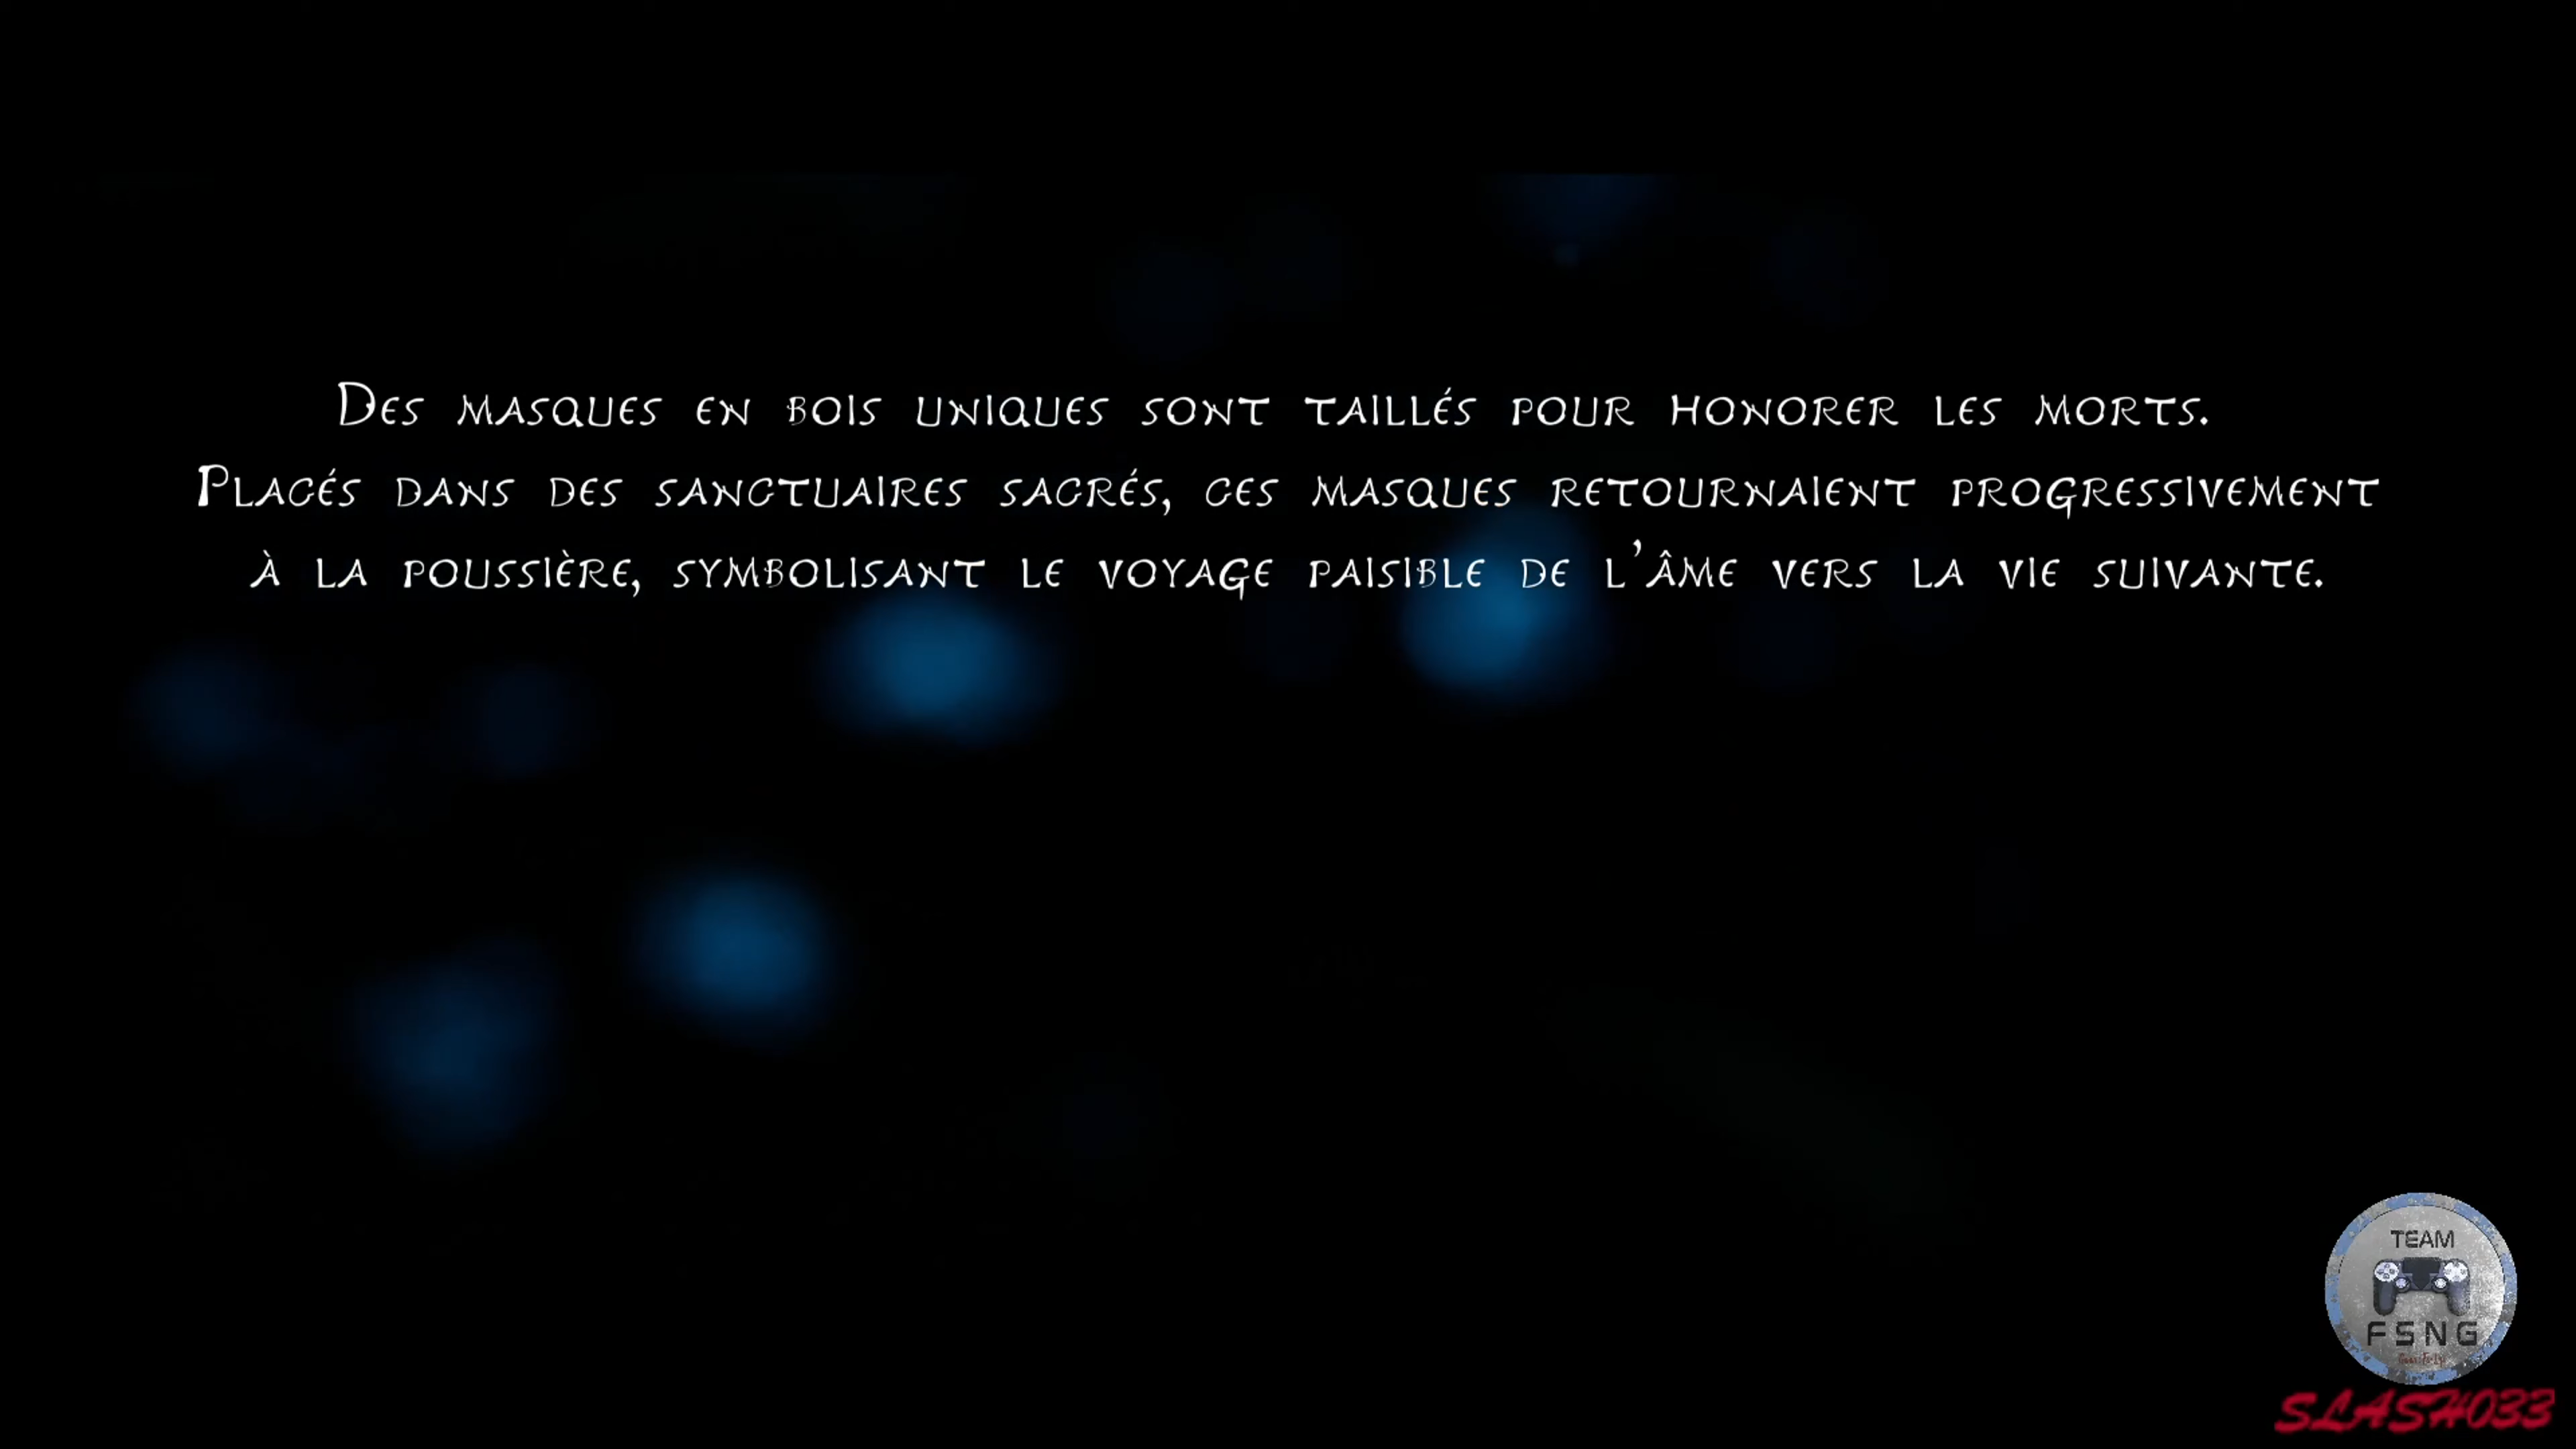 Des masques en bois uniques sont taillés pour honorer les morts.
Placés dans des sanctuaires sacrés, ces masques retournaient progressivement
à la poussière, symbolisant le voyage paisible de l'âme vers la vie suivante.
TEAM
FSNG
SLASH033